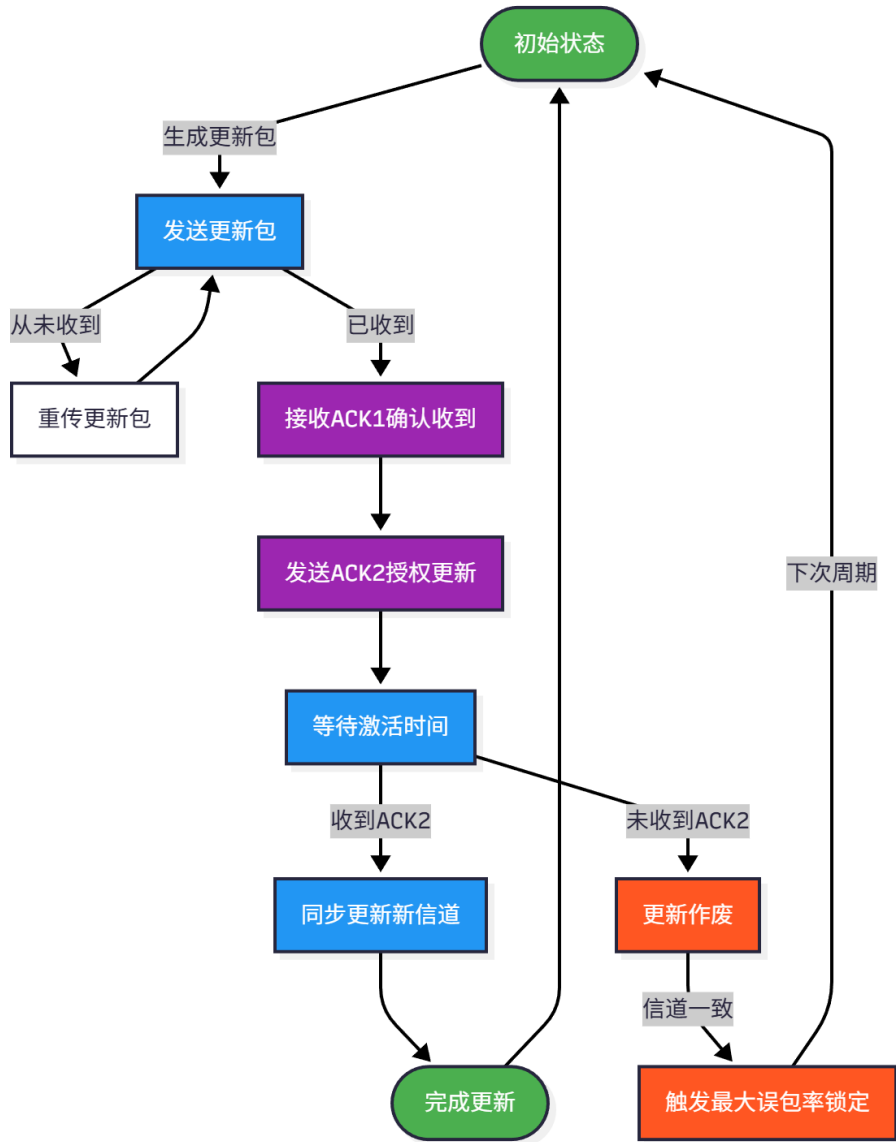 初始状态
生成更新包
发送更新包
从未收到
已收到
重传更新包
接收ACK1确认收到
发送ACK2授权更新
下次周期
等待激活时间
收到ACK2
未收到ACK2
同步更新新信道
更新作废
信道一致
完成更新
触发最大误包率锁定